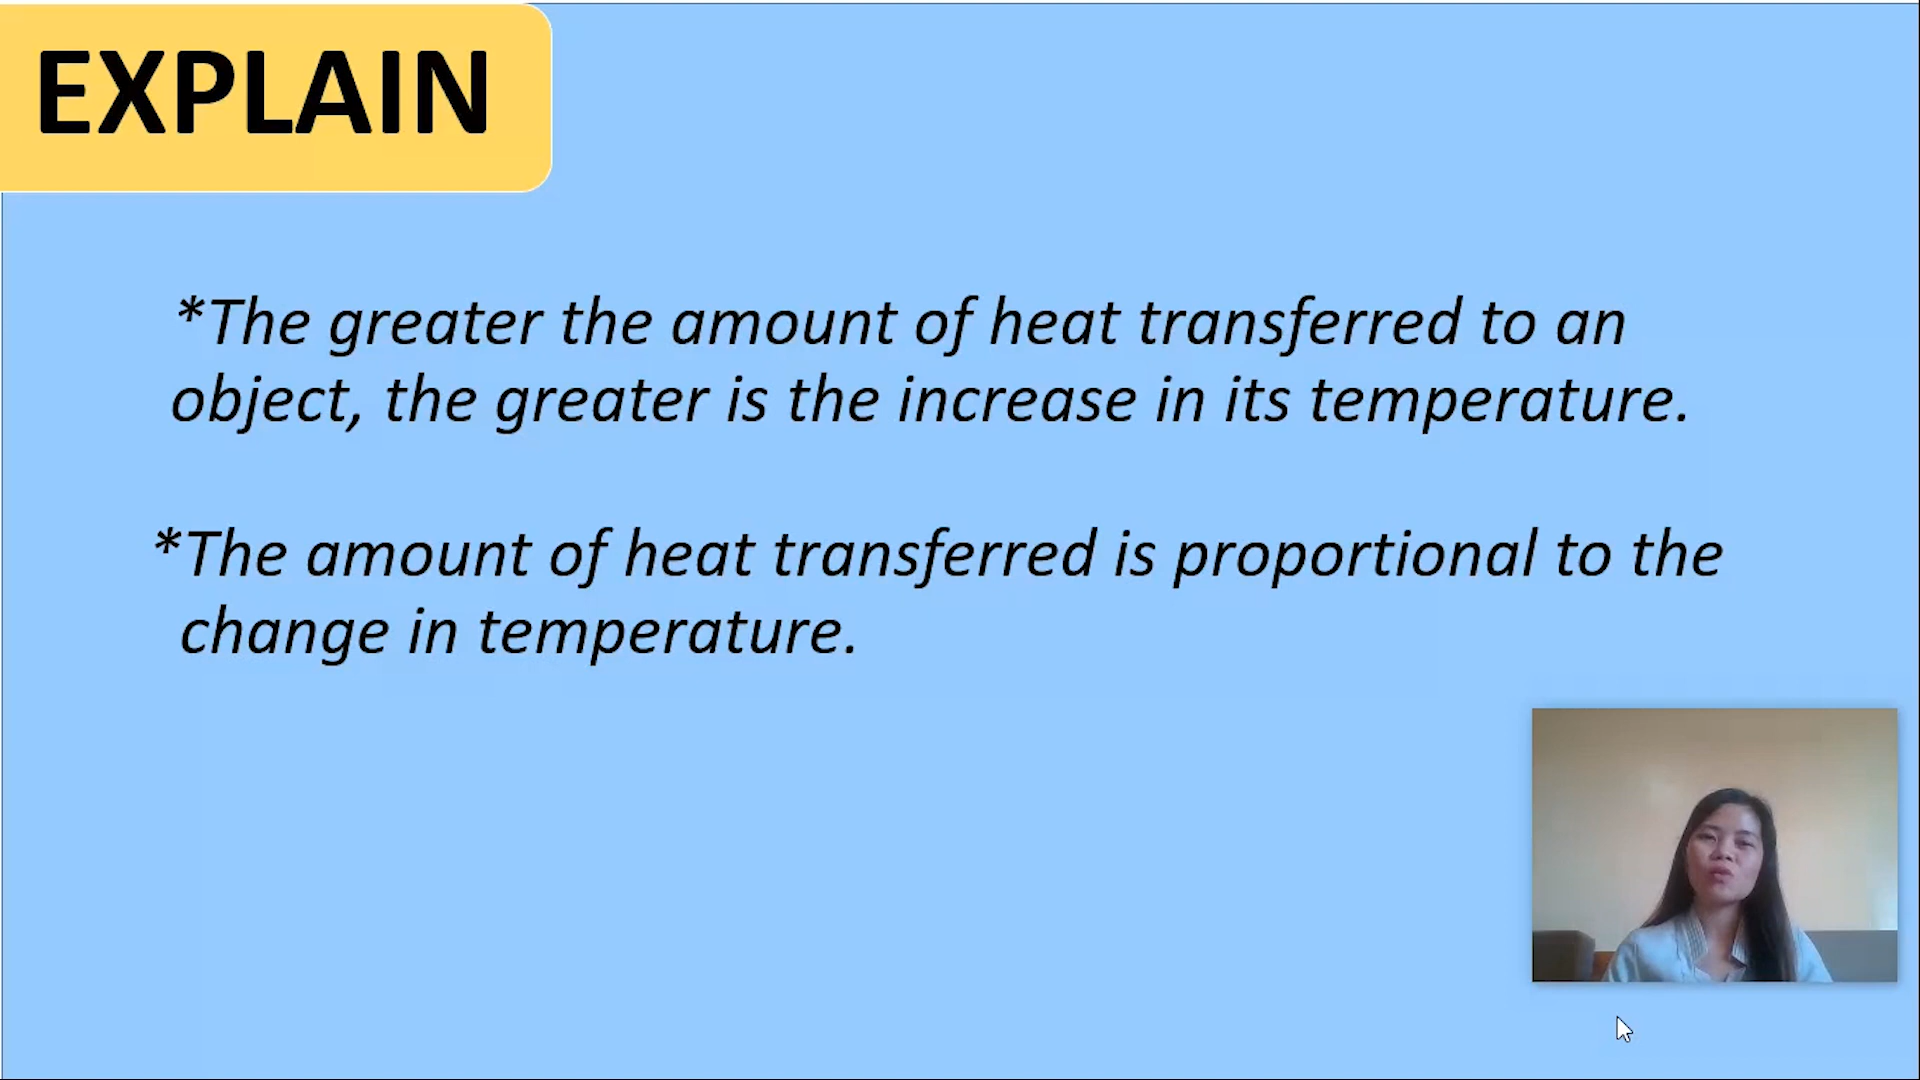 EXPLAIN
*The greater the amount of heat transferred to an
object, the greater is the increase in its temperature.
*The amount of heat transferred is proportional to the
change in temperature.